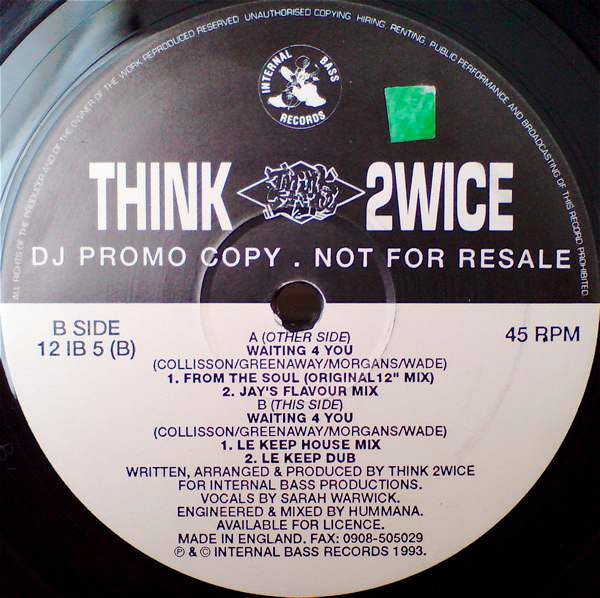 ALL RIGHTS OF THE PRODUCER AND OF THE OWNER OF THE WORK REPRODUCED RESERVED. UNAUTHORISED COPYING, HIRING, RENTING, PUBLIC PERFORMANCE AND BROADCASTING OF THIS RECORD PROHIBITED.
INTERNAL BASS
RECORDS
THINK 2WICE
DJ PROMO COPY . NOT FOR RESALE
B SIDE
12 IB 5 (B)
45 RPM
A (OTHER SIDE)
WAITING 4 YOU
(COLLISSON/GREENAWAY/MORGANS/WADE)
1. FROM THE SOUL (ORIGINAL12" MIX)
2. JAY'S FLAVOUR MIX
B (THIS SIDE)
WAITING 4 YOU
(COLLISSON/GREENAWAY/MORGANS/WADE)
1. LE KEEP HOUSE MIX
2. LE KEEP DUB
WRITTEN, ARRANGED & PRODUCED BY THINK 2WICE
FOR INTERNAL BASS PRODUCTIONS.
VOCALS BY SARAH WARWICK.
ENGINEERED & MIXED BY HUMMANA.
AVAILABLE FOR LICENCE.
MADE IN ENGLAND. FAX: 0908-505029
℗ & © INTERNAL BASS RECORDS 1993.